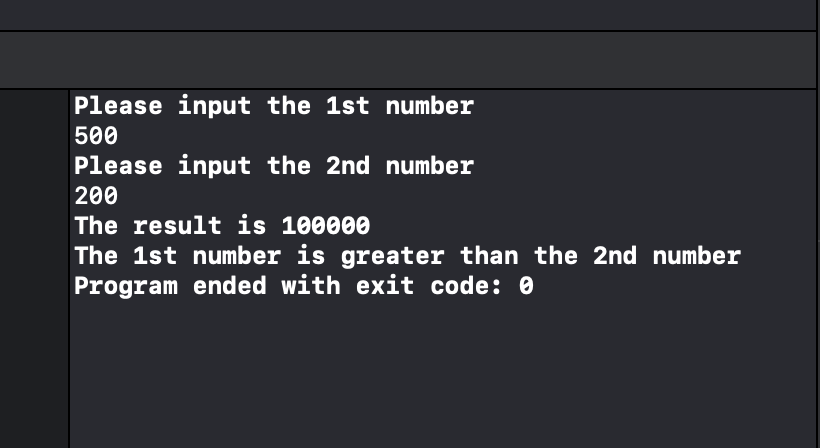 Please input the 1st number
500
Please input the 2nd number
200
The result is 100000
The 1st number is greater than the 2nd number
Program ended with exit code: 0